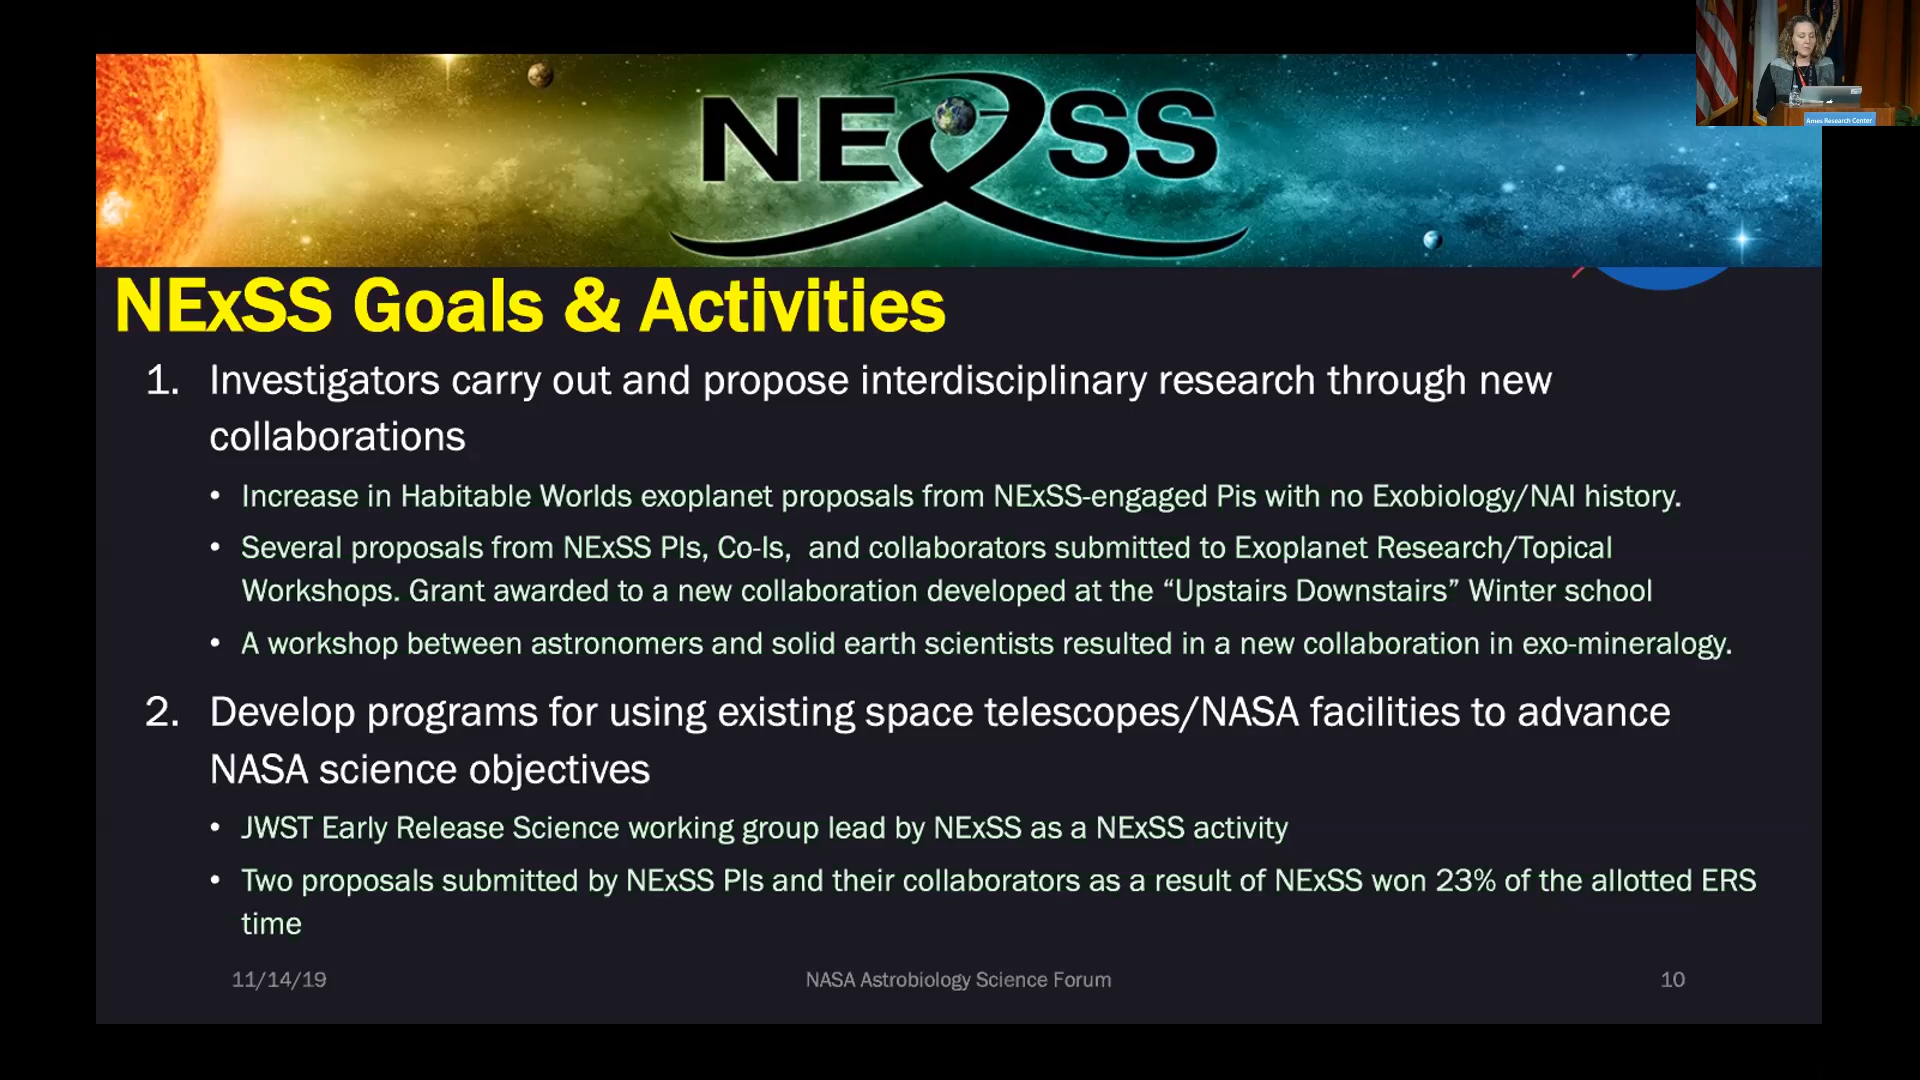 NExSS
Ames Research Center
NExSS Goals & Activities
1. Investigators carry out and propose interdisciplinary research through new
collaborations
• Increase in Habitable Worlds exoplanet proposals from NExSS-engaged Pis with no Exobiology/NAI history.
• Several proposals from NExSS PIs, Co-Is,  and collaborators submitted to Exoplanet Research/Topical
Workshops. Grant awarded to a new collaboration developed at the “Upstairs Downstairs” Winter school
• A workshop between astronomers and solid earth scientists resulted in a new collaboration in exo-mineralogy.
2. Develop programs for using existing space telescopes/NASA facilities to advance
NASA science objectives
• JWST Early Release Science working group lead by NExSS as a NExSS activity
• Two proposals submitted by NExSS PIs and their collaborators as a result of NExSS won 23% of the allotted ERS
time
11/14/19
NASA Astrobiology Science Forum
10